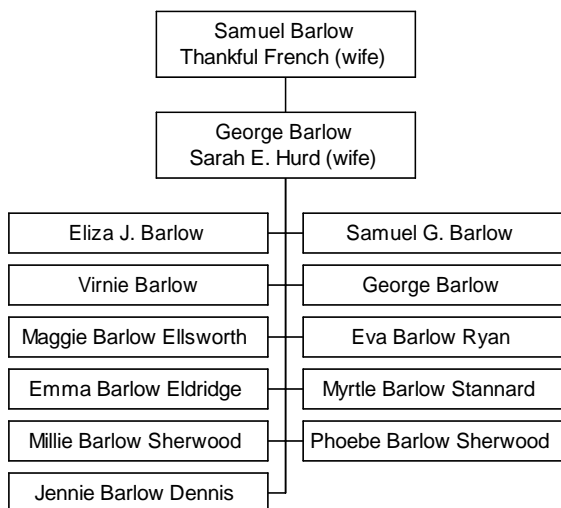 Samuel Barlow
Thankful French (wife)
George Barlow
Sarah E. Hurd (wife)
Eliza J. Barlow
Samuel G. Barlow
Virnie Barlow
George Barlow
Maggie Barlow Ellsworth
Eva Barlow Ryan
Emma Barlow Eldridge
Myrtle Barlow Stannard
Millie Barlow Sherwood
Phoebe Barlow Sherwood
Jennie Barlow Dennis